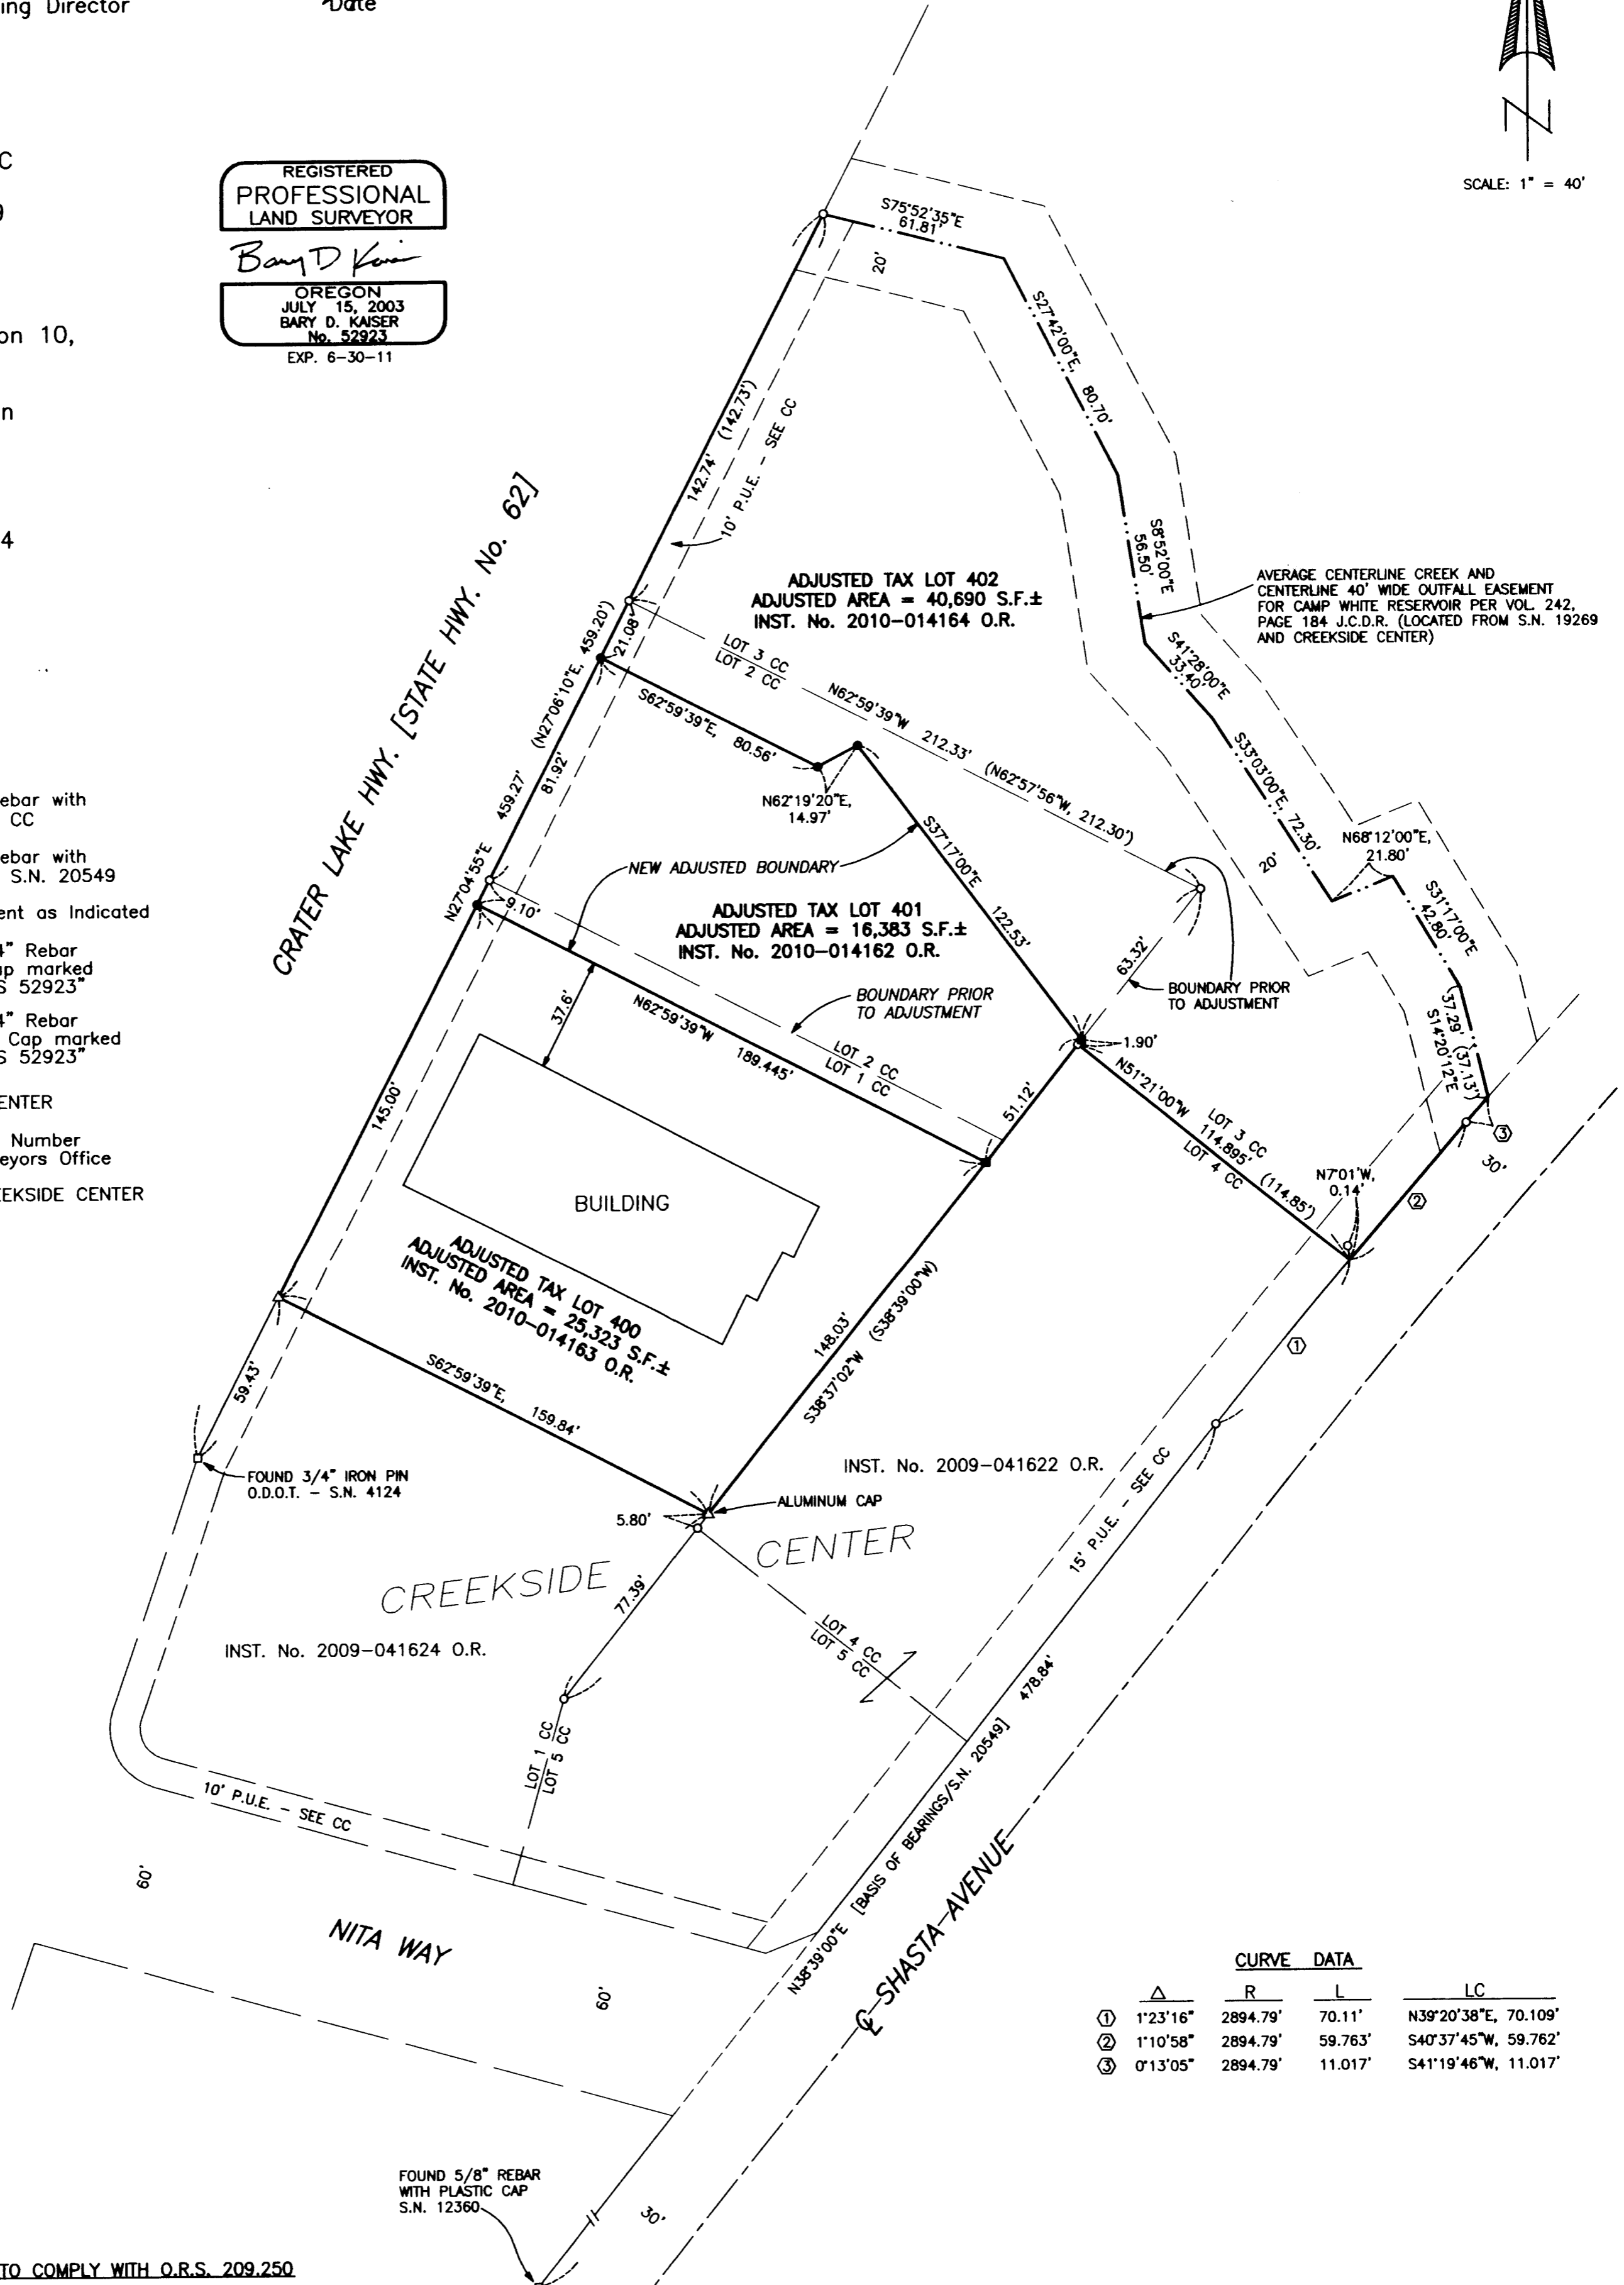 ing Director
Date
C
9
on 10,
n
4
REGISTERED
PROFESSIONAL
LAND SURVEYOR
Bary D Kaiser
OREGON
JULY 15, 2003
BARY D. KAISER
No. 52923
EXP. 6-30-11
N
SCALE: 1" = 40'
S75°52'35"E
61.81'
20'
S27°42'00"E, 80.70'
142.74' (142.73')
10' P.U.E. - SEE CC
CRATER LAKE HWY. [STATE HWY. No. 62]
S8°52'00"E
56.50'
AVERAGE CENTERLINE CREEK AND
CENTERLINE 40' WIDE OUTFALL EASEMENT
FOR CAMP WHITE RESERVOIR PER VOL. 242,
PAGE 184 J.C.D.R. (LOCATED FROM S.N. 19269
AND CREEKSIDE CENTER)
ADJUSTED TAX LOT 402
ADJUSTED AREA = 40,690 S.F.±
INST. No. 2010-014164 O.R.
21.08'
LOT 3 CC
LOT 2 CC
N62°59'39"W 212.33' (N62°57'56"W, 212.30')
S41°28'00"E
33.40'
S62°59'39"E, 80.56'
N27°04'55"E 459.27' (N27°06'10"E, 459.20')
81.92'
N62°19'20"E,
14.97'
S33°03'00"E, 72.30'
N68°12'00"E,
21.80'
20'
ebar with
CC
ebar with
S.N. 20549
ent as Indicated
4" Rebar
ap marked
S 52923"
4" Rebar
Cap marked
S 52923"
ENTER
Number
eyors Office
EEKSIDE CENTER
NEW ADJUSTED BOUNDARY
S37°17'00"E 122.53'
9.10'
ADJUSTED TAX LOT 401
ADJUSTED AREA = 16,383 S.F.±
INST. No. 2010-014162 O.R.
S31°17'00"E
42.80'
63.32'
BOUNDARY PRIOR
TO ADJUSTMENT
BOUNDARY PRIOR
TO ADJUSTMENT
37.6'
N62°59'39"W 189.445'
LOT 2 CC
LOT 1 CC
1.90'
37.29' (37.13')
S14°20'12"E
51.12'
N51°21'00"W 114.895' (114.85')
LOT 3 CC
LOT 4 CC
3
30'
N7°01'W,
0.14'
2
145.00'
BUILDING
ADJUSTED TAX LOT 400
ADJUSTED AREA = 25,323 S.F.±
INST. No. 2010-014163 O.R.
148.03'
S38°37'02"W (S38°39'00"W)
1
59.43'
S62°59'39"E, 159.84'
FOUND 3/4" IRON PIN
O.D.O.T. - S.N. 4124
INST. No. 2009-041622 O.R.
ALUMINUM CAP
5.80'
15' P.U.E. - SEE CC
CREEKSIDE CENTER
77.39'
INST. No. 2009-041624 O.R.
LOT 4 CC
LOT 5 CC
LOT 1 CC
LOT 5 CC
10' P.U.E. - SEE CC
N38°39'00"E [BASIS OF BEARINGS/S.N. 20549] 478.84'
60'
NITA WAY
60'
℄ SHASTA AVENUE
CURVE DATA
Δ R L LC
1 1°23'16" 2894.79' 70.11' N39°20'38"E, 70.109'
2 1°10'58" 2894.79' 59.763' S40°37'45"W, 59.762'
3 0°13'05" 2894.79' 11.017' S41°19'46"W, 11.017'
FOUND 5/8" REBAR
WITH PLASTIC CAP
S.N. 12360
30'
TO COMPLY WITH O.R.S. 209.250